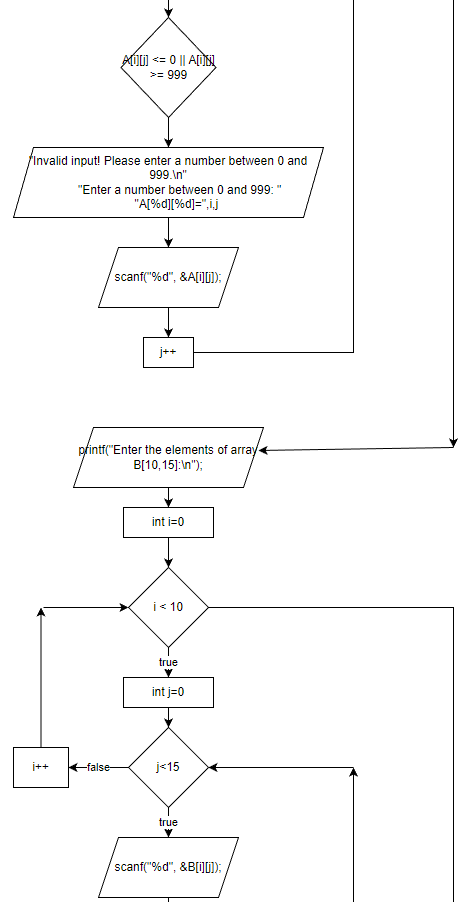 A[i][j] <= 0 || A[i][j]
>= 999
"Invalid input! Please enter a number between 0 and
999.\n"
"Enter a number between 0 and 999: "
"A[%d][%d]=",i,j
scanf("%d", &A[i][j]);
j++
printf("Enter the elements of array
B[10,15]:\n");
int i=0
i < 10
true
int j=0
j<15
false
i++
true
scanf("%d", &B[i][j]);